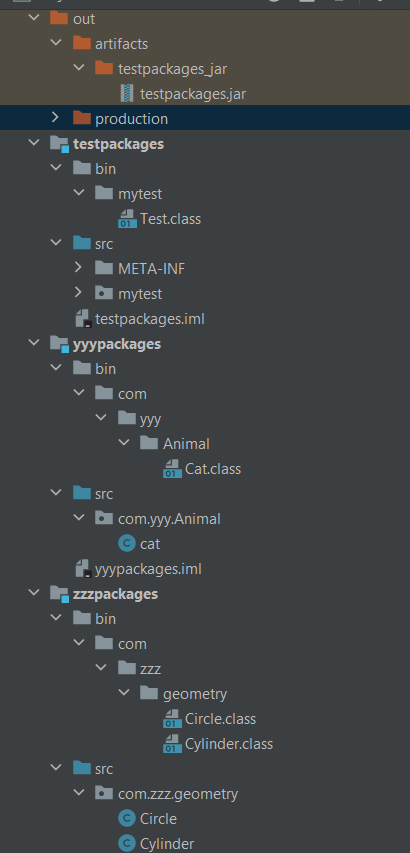 out
artifacts
testpackages_jar
testpackages.jar
production
testpackages
bin
mytest
Test.class
src
META-INF
mytest
testpackages.iml
yyypackages
bin
com
yyy
Animal
Cat.class
src
com.yyy.Animal
cat
yyypackages.iml
zzzpackages
bin
com
zzz
geometry
Circle.class
Cylinder.class
src
com.zzz.geometry
Circle
Cylinder